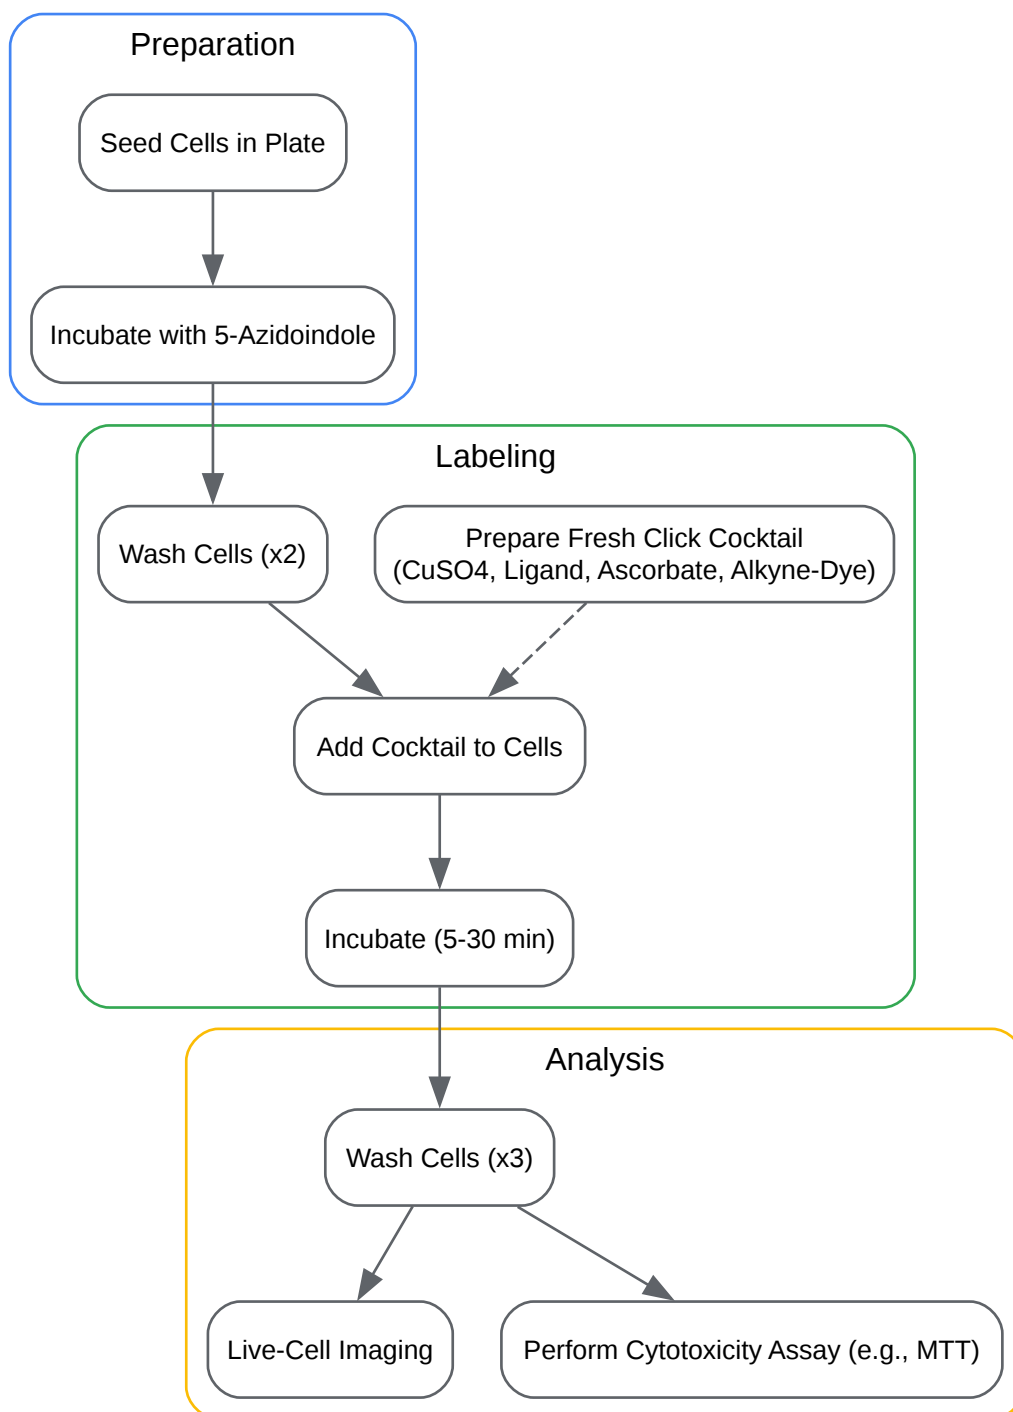 Preparation
Seed Cells in Plate
Incubate with 5-Azidoindole
Labeling
Wash Cells (x2)
Prepare Fresh Click Cocktail
(CuSO4, Ligand, Ascorbate, Alkyne-Dye)
Add Cocktail to Cells
Incubate (5-30 min)
Analysis
Wash Cells (x3)
Live-Cell Imaging
Perform Cytotoxicity Assay (e.g., MTT)